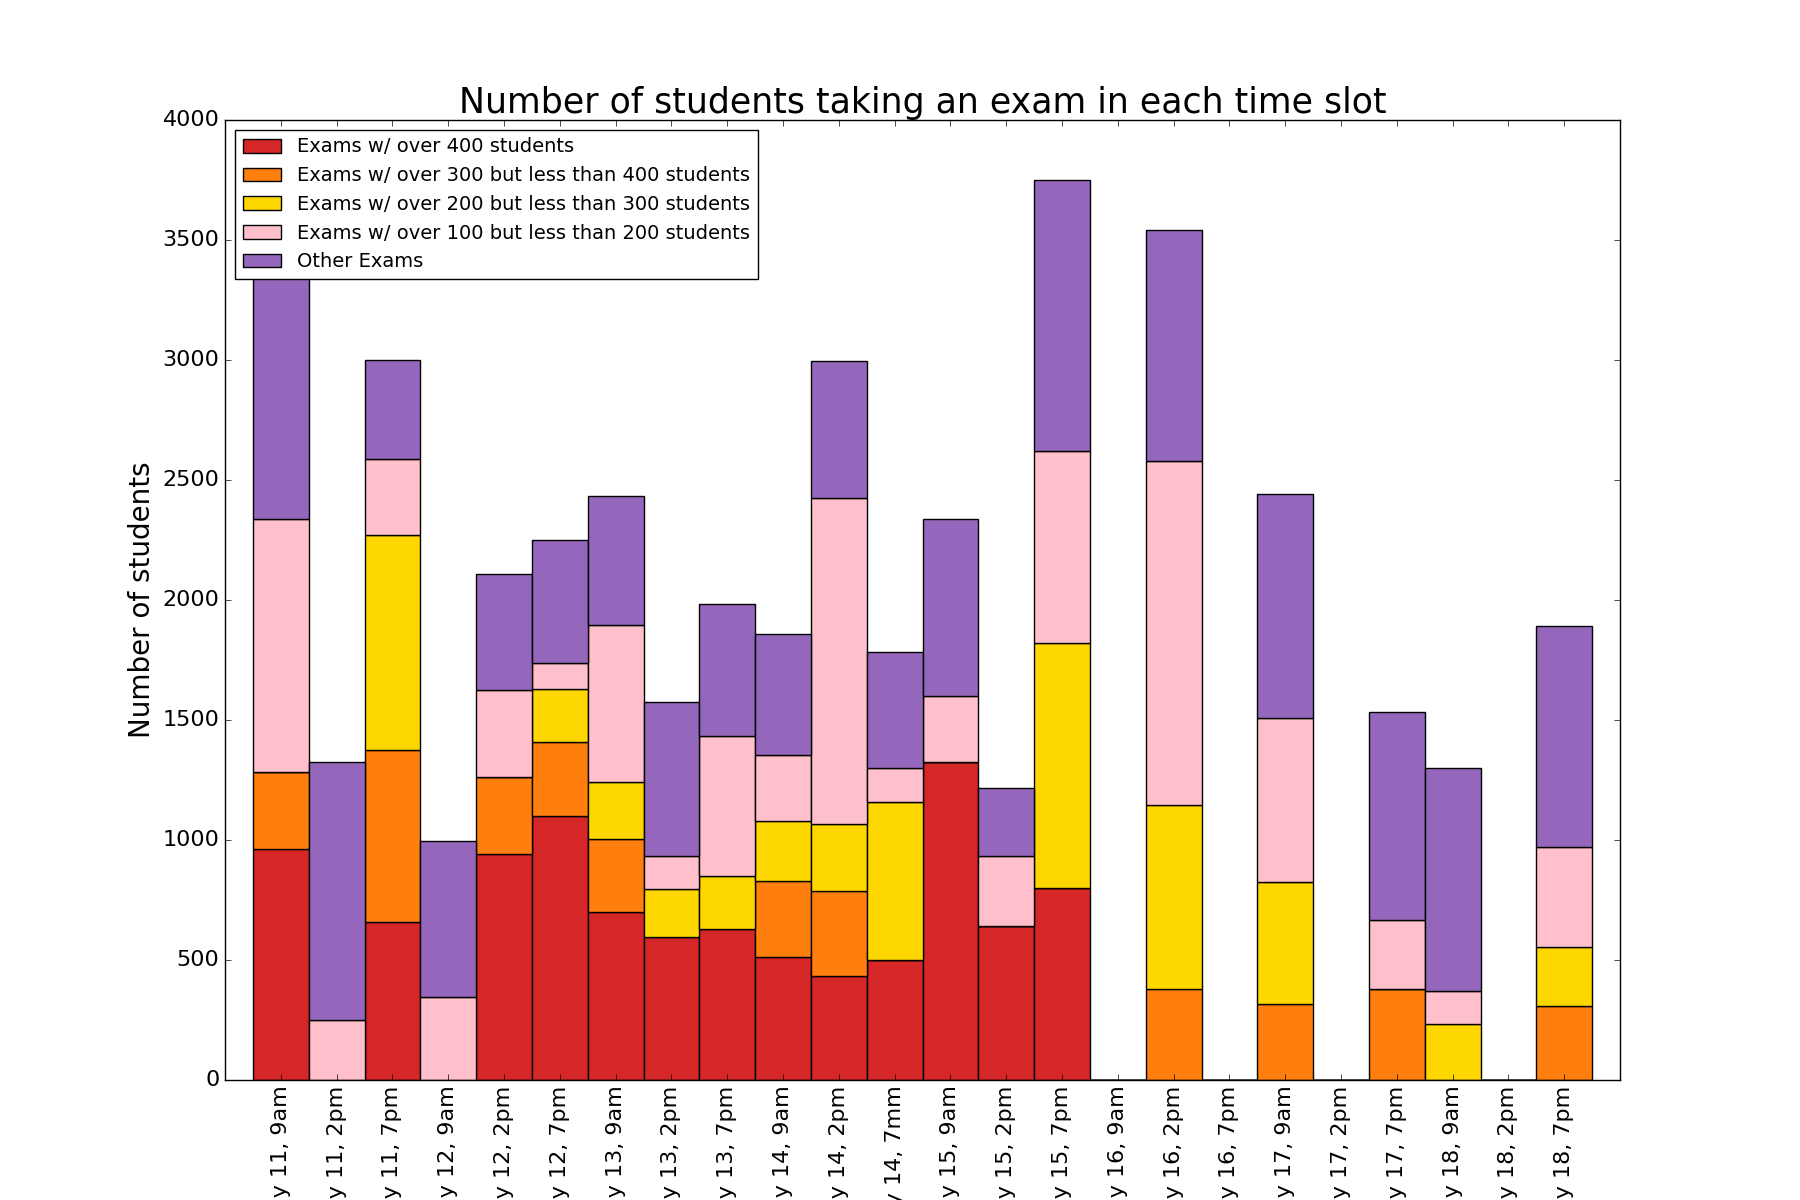 Number of students taking an exam in each time slot
Exams w/ over 400 students
Exams w/ over 300 but less than 400 students
Exams w/ over 200 but less than 300 students
Exams w/ over 100 but less than 200 students
Other Exams
4000
3500
3000
2500
2000
1500
1000
500
0
Number of students
y 11, 9am
y 11, 2pm
y 11, 7pm
y 12, 9am
y 12, 2pm
y 12, 7pm
y 13, 9am
y 13, 2pm
y 13, 7pm
y 14, 9am
y 14, 2pm
y 14, 7mm
y 15, 9am
y 15, 2pm
y 15, 7pm
y 16, 9am
y 16, 2pm
y 16, 7pm
y 17, 9am
y 17, 2pm
y 17, 7pm
y 18, 9am
y 18, 2pm
y 18, 7pm